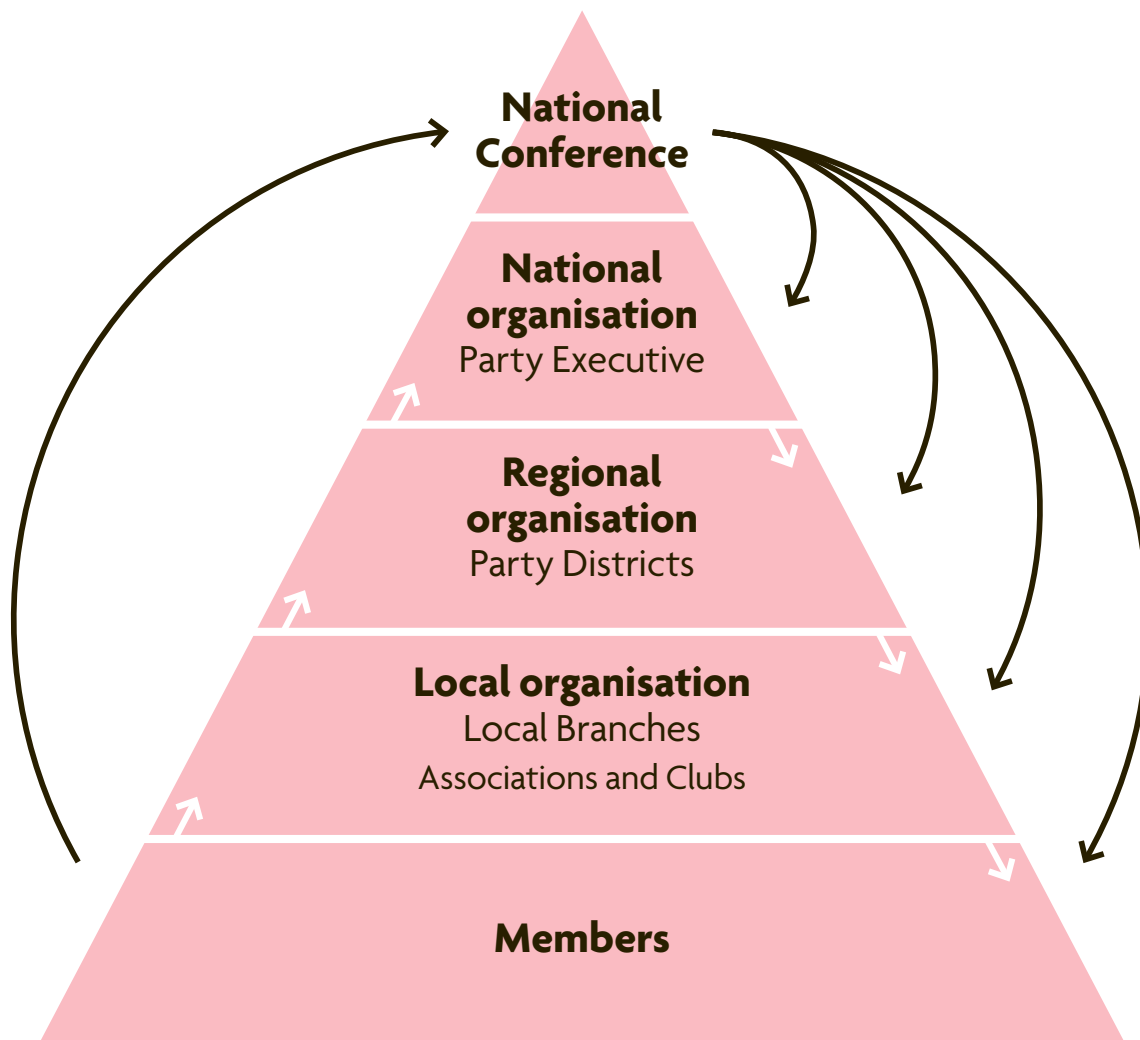 National
Conference
National
organisation
Party Executive
Regional
organisation
Party Districts
Local organisation
Local Branches
Associations and Clubs
Members